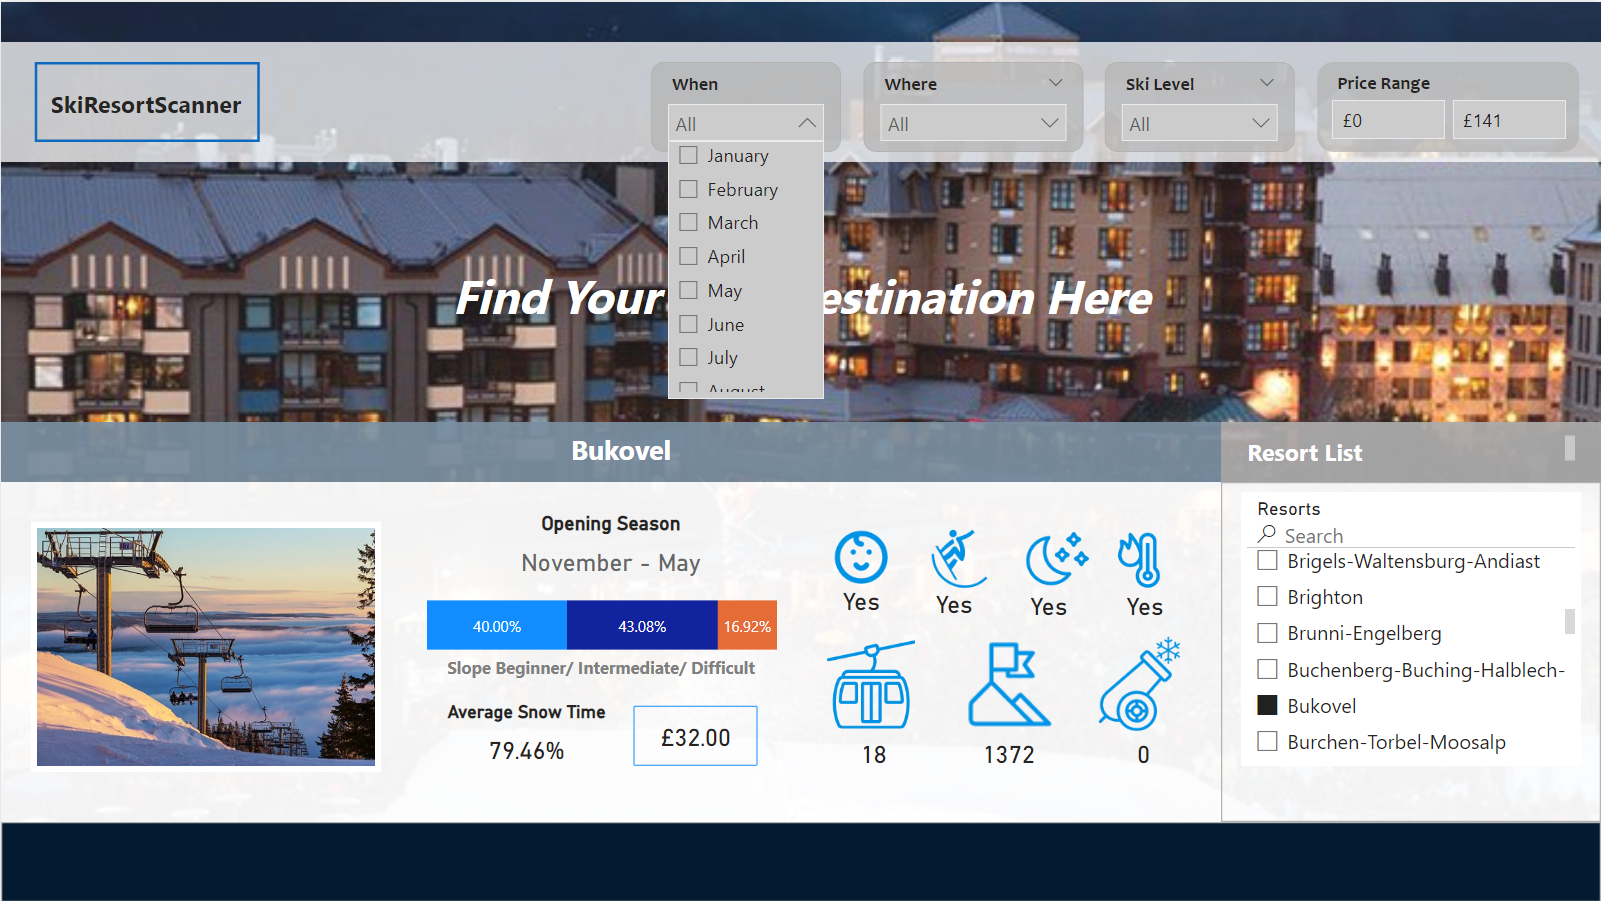 SkiResortScanner
When
All
Where
All
Ski Level
All
Price Range
£0
£141
January
February
March
April
May
June
July
August
Find Your estination Here
Bukovel
Opening Season
November - May
40.00%
43.08%
16.92%
Slope Beginner/ Intermediate/ Difficult
Average Snow Time
79.46%
£32.00
Yes
Yes
Yes
Yes
18
1372
0
Resort List
Resorts
Search
Brigels-Waltensburg-Andiast
Brighton
Brunni-Engelberg
Buchenberg-Buching-Halblech-
Bukovel
Burchen-Torbel-Moosalp